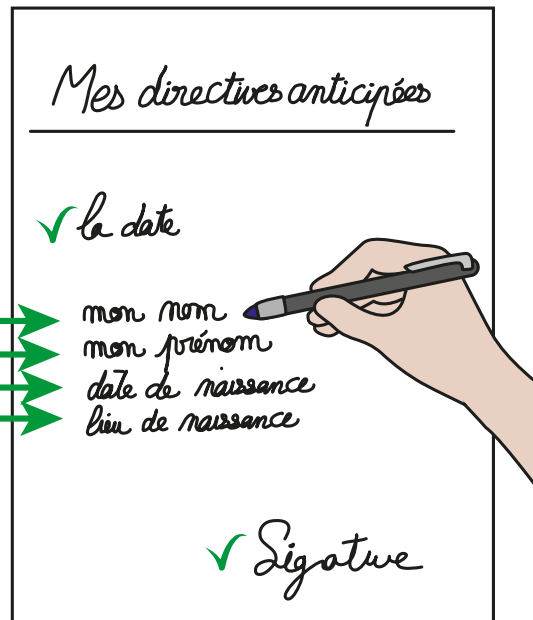 Mes directives anticipées
la date
mon nom
mon prénom
date de naissance
lieu de naissance
Sigature